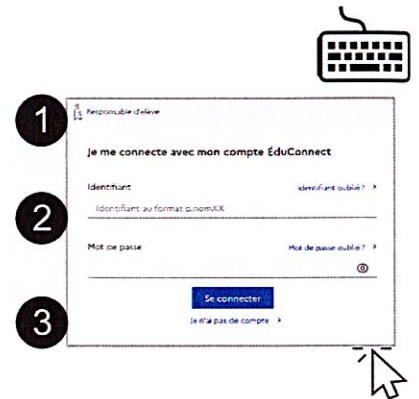 1
Responsable d'élève
Je me connecte avec mon compte ÉduConnect
Identifiant
Identifiant oublié ?
Identifiant au format p.nomXX
2
Mot de passe
Mot de passe oublié ?
Se connecter
3
Je n'ai pas de compte